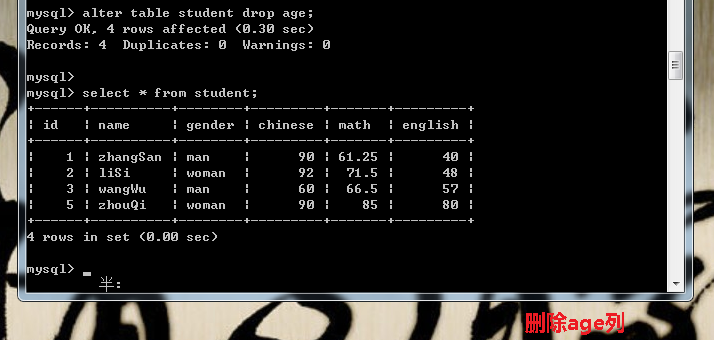 mysql> alter table student drop age;
Query OK, 4 rows affected (0.30 sec)
Records: 4  Duplicates: 0  Warnings: 0
mysql>
mysql> select * from student;
+------+----------+--------+---------+-------+---------+
| id   | name     | gender | chinese | math  | english |
+------+----------+--------+---------+-------+---------+
|    1 | zhangSan | man    |      90 | 61.25 |      40 |
|    2 | liSi     | woman  |      92 |  71.5 |      48 |
|    3 | wangWu   | man    |      60 |  66.5 |      57 |
|    5 | zhouQi   | woman  |      90 |    85 |      80 |
+------+----------+--------+---------+-------+---------+
4 rows in set (0.00 sec)
mysql> _
半:
删除age列